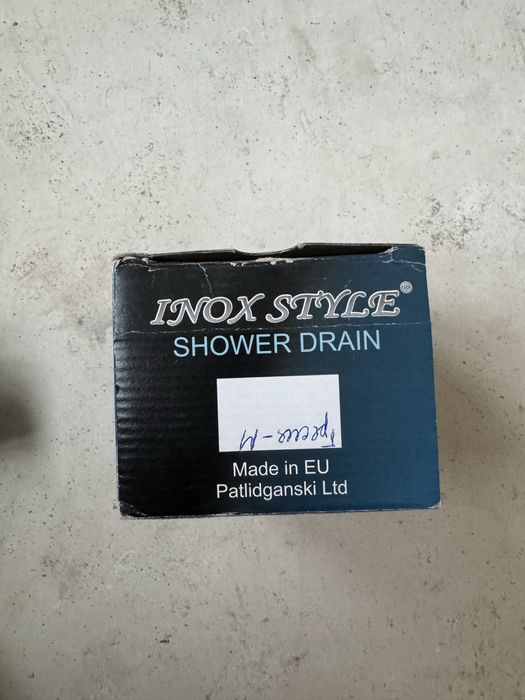 INOX STYLE®
SHOWER DRAIN
Made in EU
Patlidganski Ltd